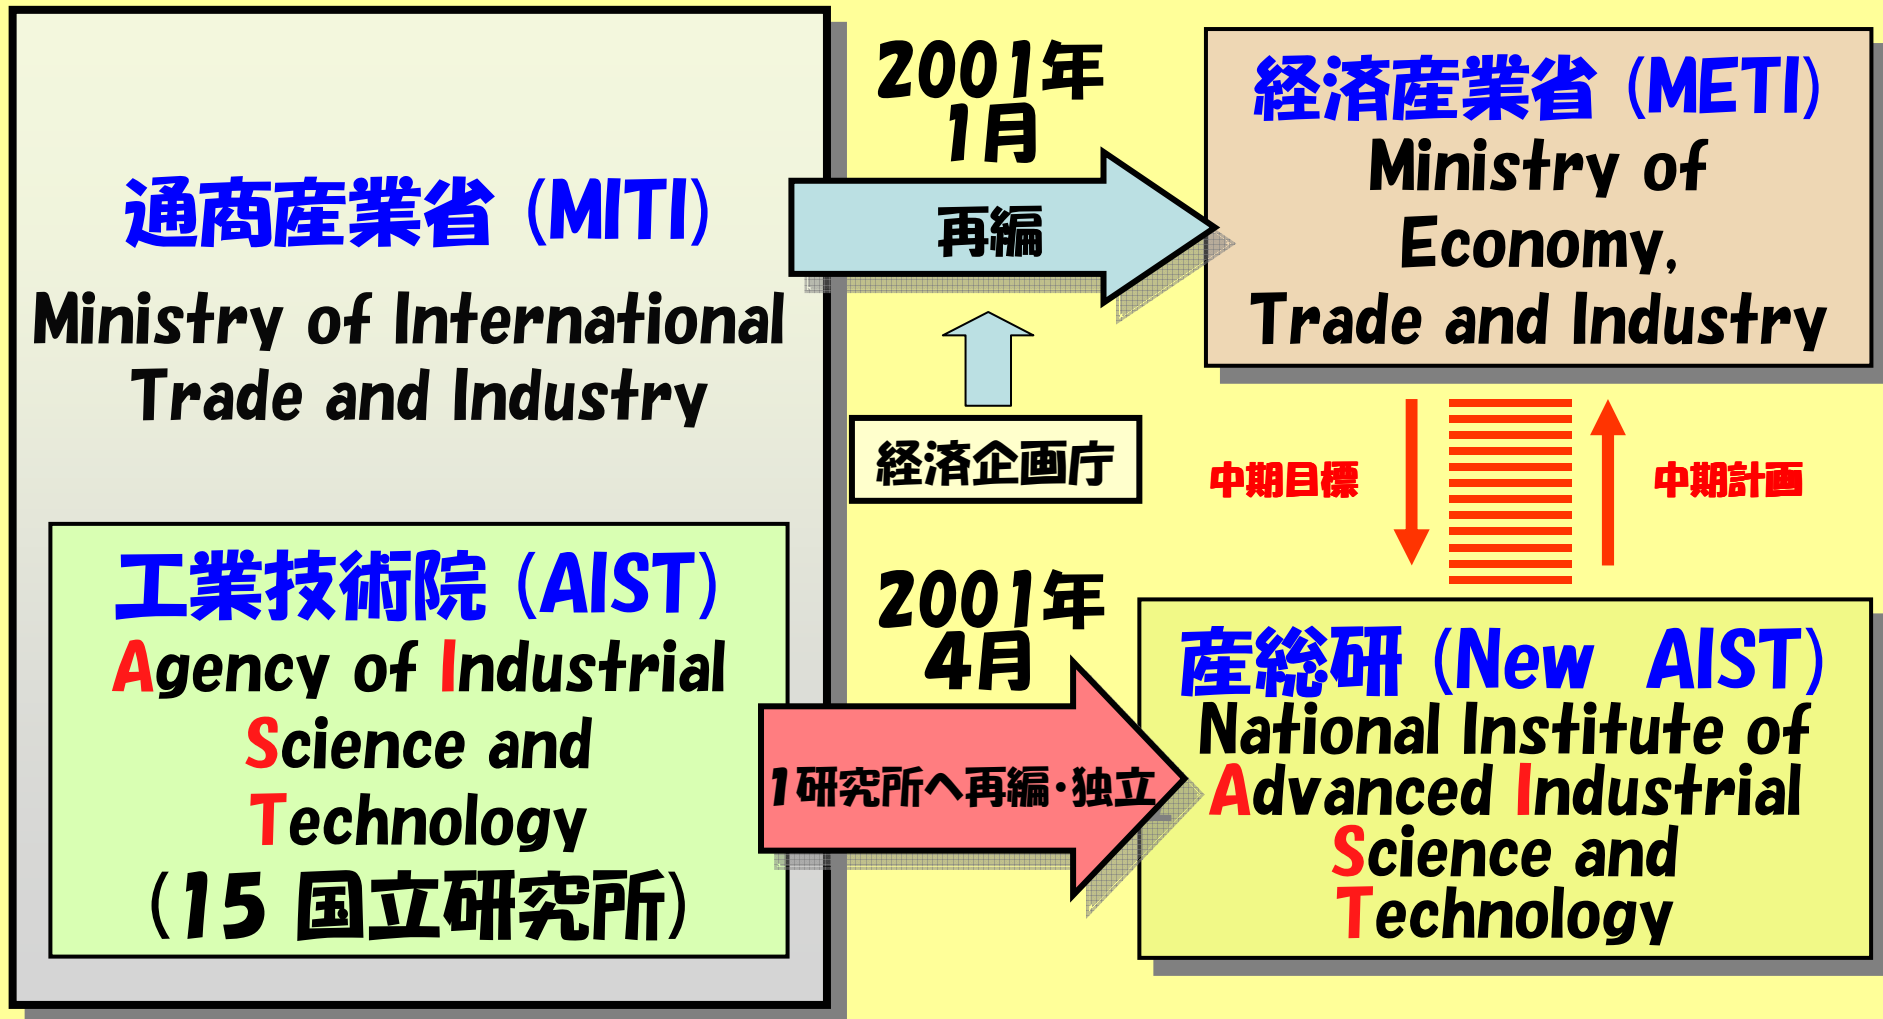 通商産業省 (MITI)
Ministry of International
Trade and Industry
工業技術院 (AIST)
Agency of Industrial
Science and
Technology
(15 国立研究所)
2001年
1月
再編
経済企画庁
2001年
4月
1研究所へ再編・独立
経済産業省 (METI)
Ministry of
Economy,
Trade and Industry
中期目標
中期計画
産総研 (New AIST)
National Institute of
Advanced Industrial
Science and
Technology